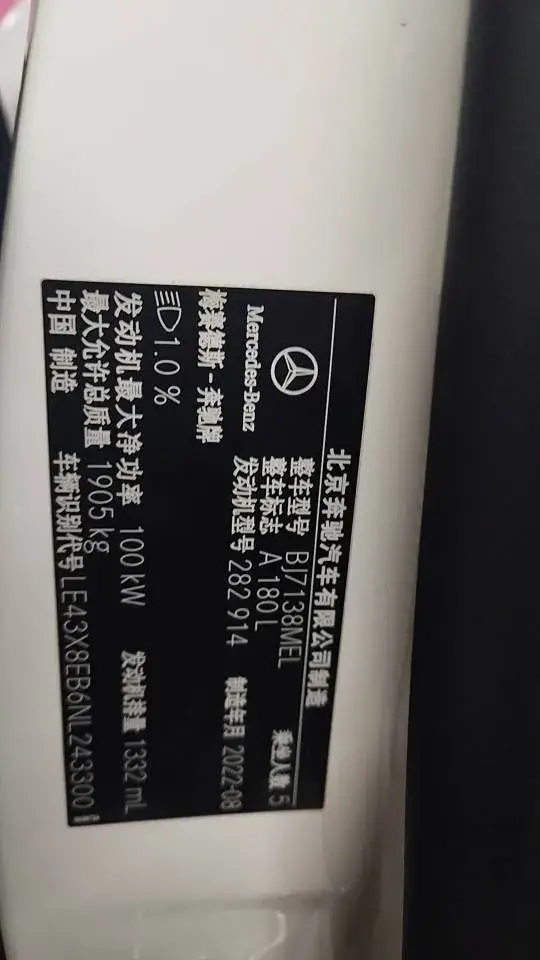 北京奔驰汽车有限公司制造
Mercedes-Benz
梅赛德斯-奔驰牌
整车型号 BJ7138MEL 乘坐人数 5
整车标志 A 180 L
发动机型号 282 914 制造年月 2022-08
1.0 %
发动机最大净功率 100 kW 发动机排量 1332 mL
最大允许总质量 1905 kg
中国 制造 车辆识别代号 LE43X8EB6NL243300